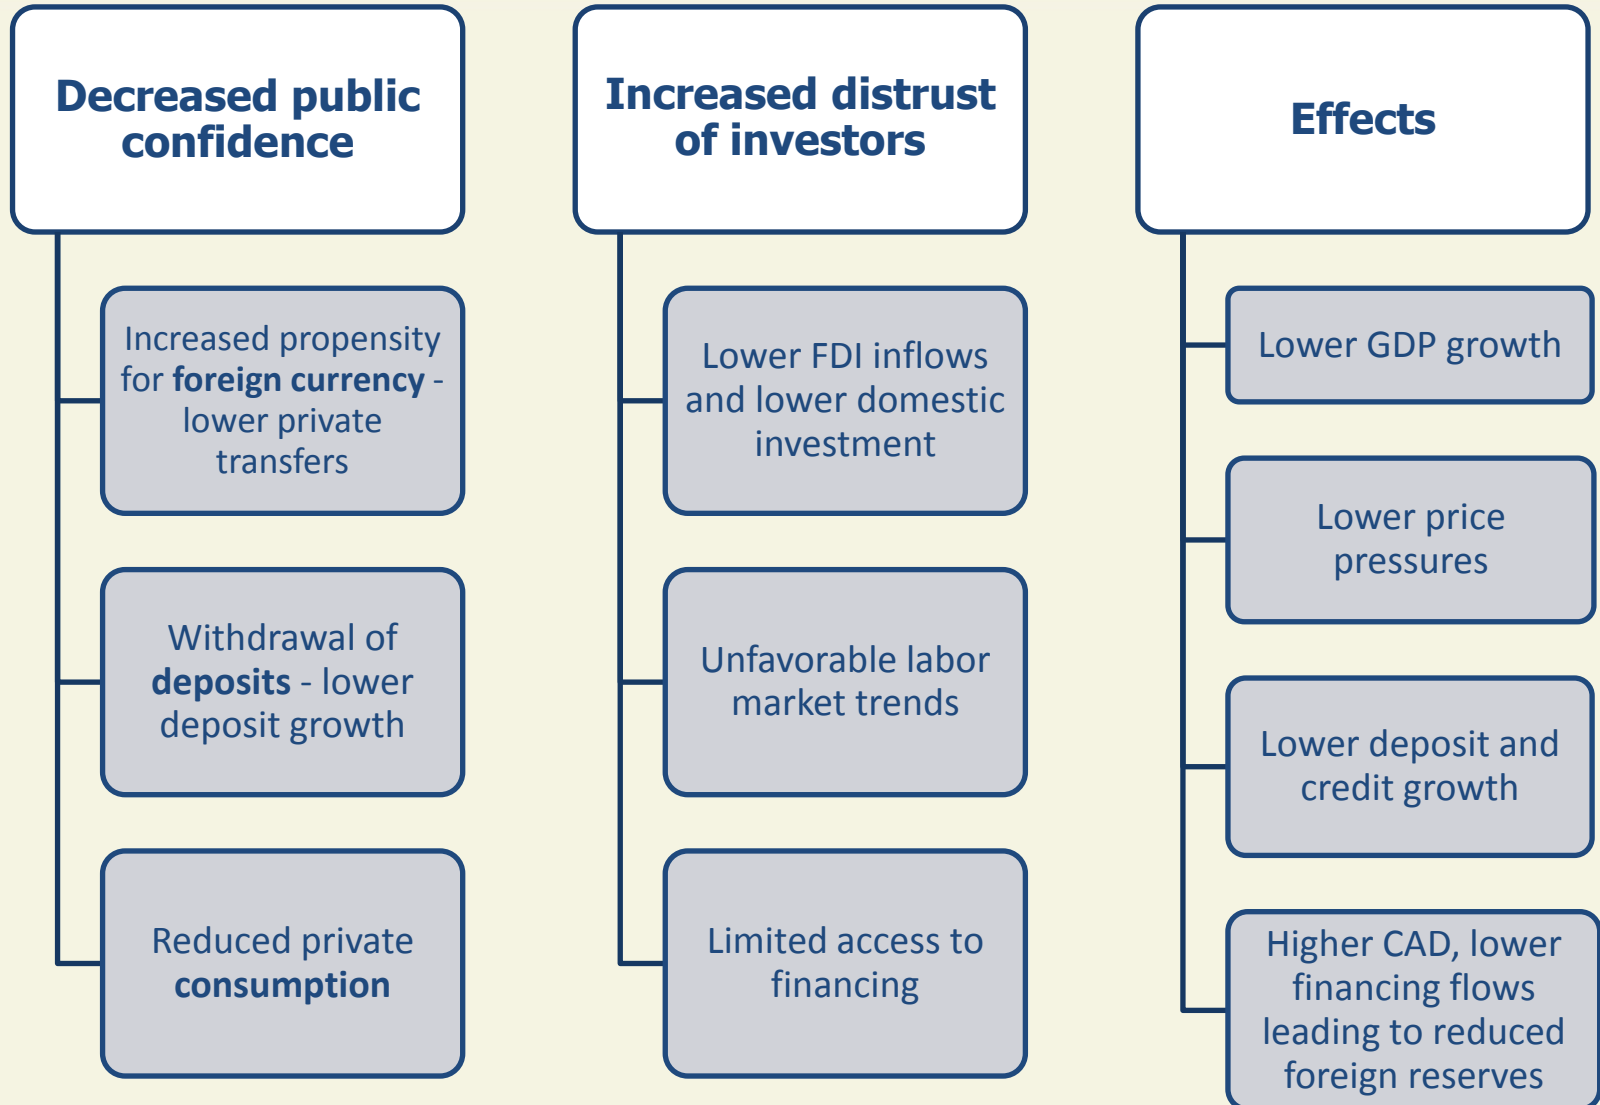 Decreased public
confidence
Increased propensity
for foreign currency -
lower private
transfers
Withdrawal of
deposits - lower
deposit growth
Reduced private
consumption
Increased distrust
of investors
Lower FDI inflows
and lower domestic
investment
Unfavorable labor
market trends
Limited access to
financing
Effects
Lower GDP growth
Lower price
pressures
Lower deposit and
credit growth
Higher CAD, lower
financing flows
leading to reduced
foreign reserves